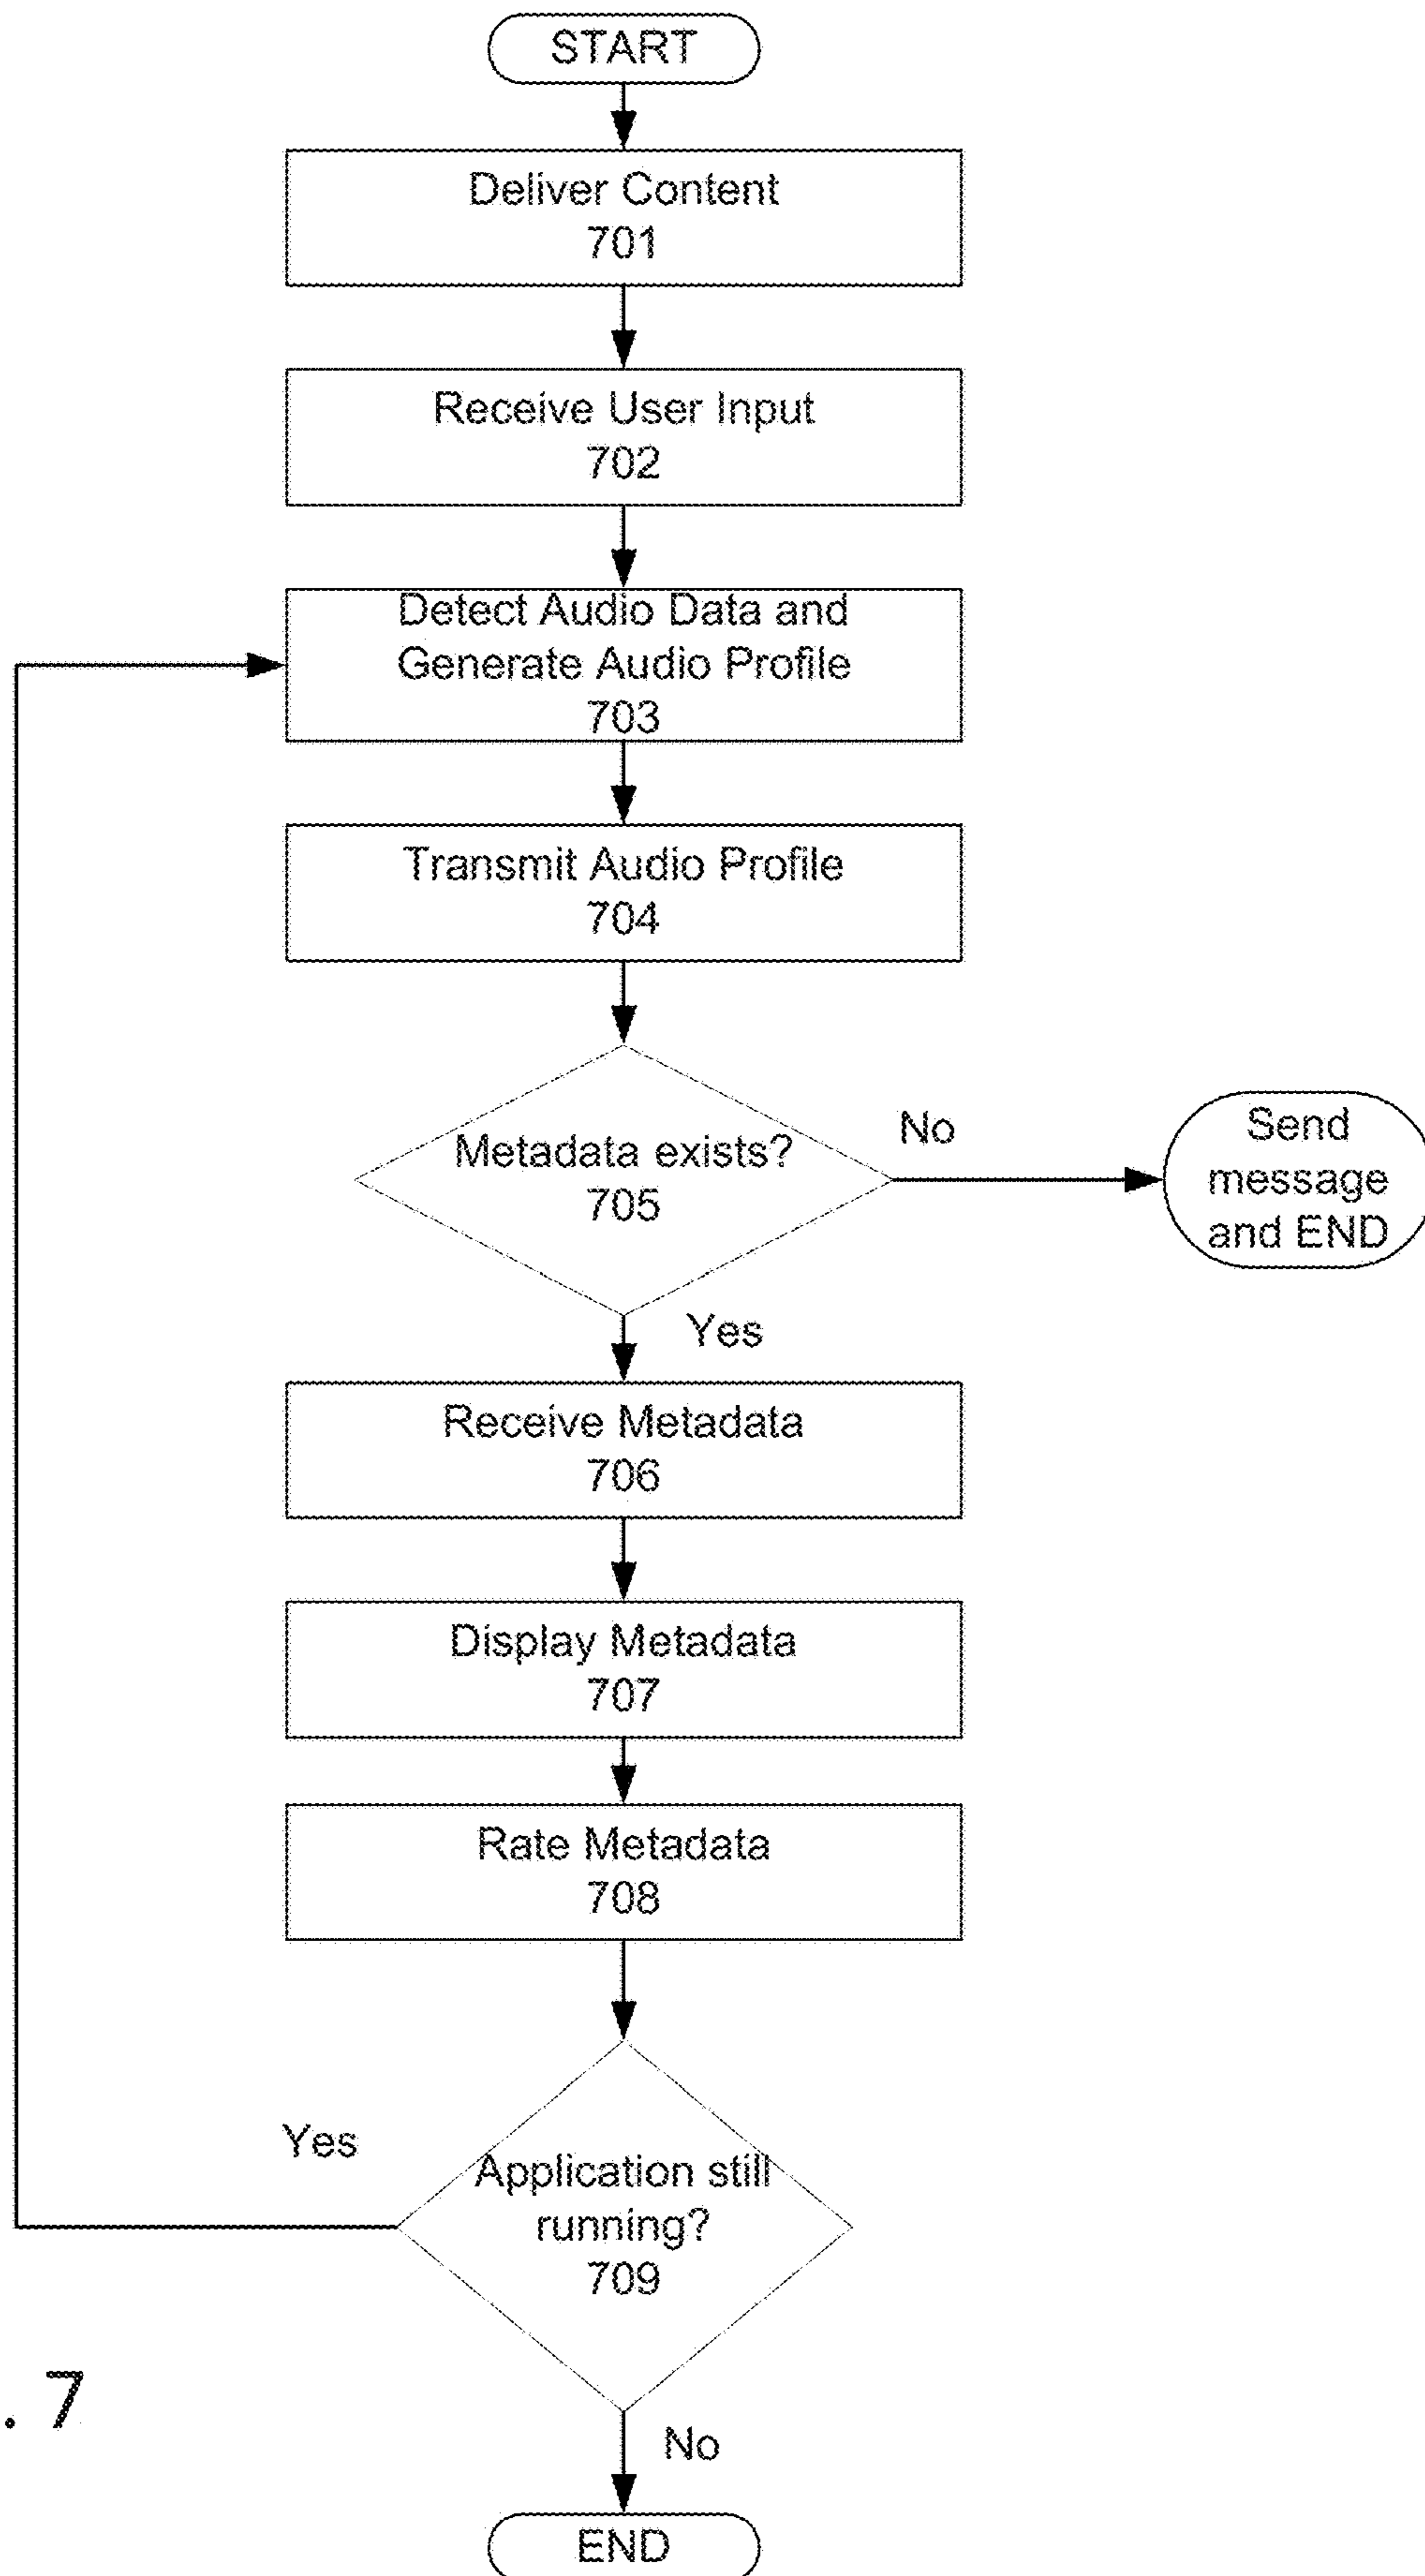 START
Deliver Content
701
Receive User Input
702
Detect Audio Data and
Generate Audio Profile
703
Transmit Audio Profile
704
Metadata exists?
705
No
Send
message
and END
Yes
Receive Metadata
706
Display Metadata
707
Rate Metadata
708
Yes
Application still
running?
709
. 7
No
END